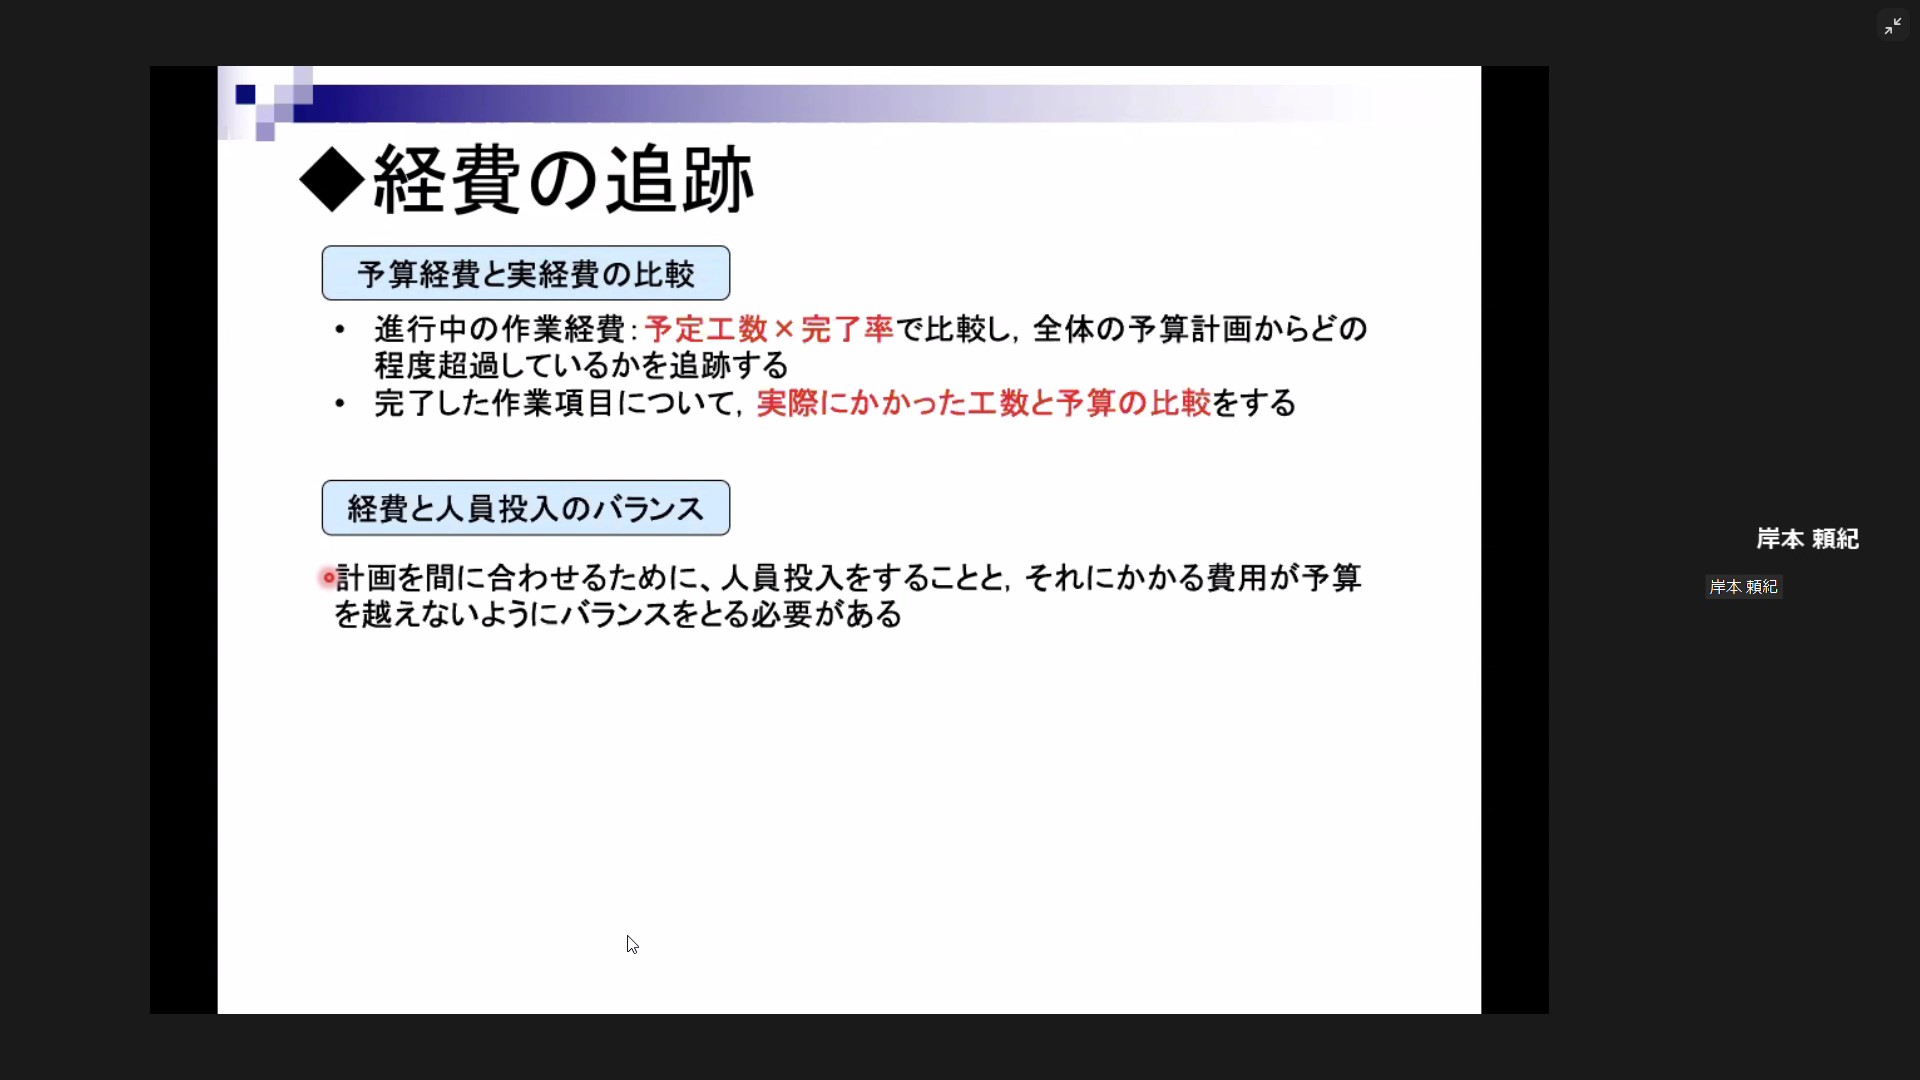 ◆経費の追跡
予算経費と実経費の比較
• 進行中の作業経費:予定工数×完了率で比較し，全体の予算計画からどの
程度超過しているかを追跡する
• 完了した作業項目について，実際にかかった工数と予算の比較をする
経費と人員投入のバランス
計画を間に合わせるために、人員投入をすることと，それにかかる費用が予算
を越えないようにバランスをとる必要がある
岸本 頼紀
岸本 頼紀